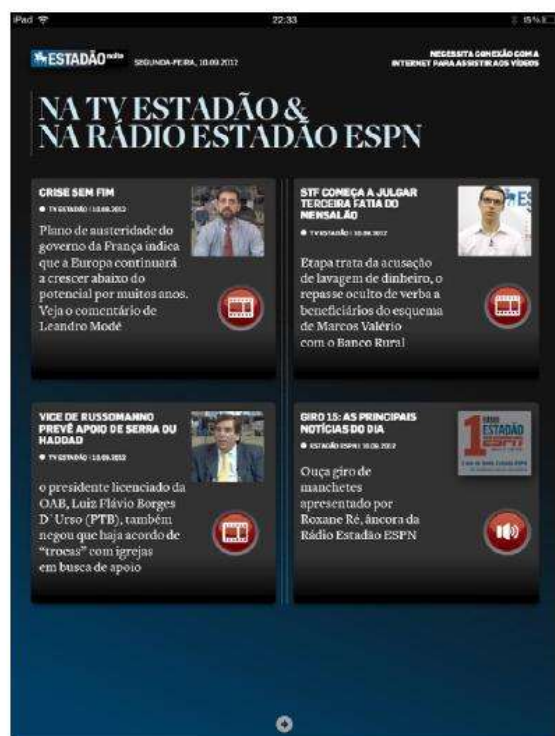 iPad
22:33
15%
ESTADÃO noite
SEGUNDA-FEIRA, 10.09.2012
NECESSITA CONEXÃO COM A
INTERNET PARA ASSISTIR AOS VÍDEOS
NA TV ESTADÃO &
NA RÁDIO ESTADÃO ESPN
CRISE SEM FIM
TV ESTADÃO | 10.09.2012
Plano de austeridade do
governo da França indica
que a Europa continuará
a crescer abaixo do
potencial por muitos anos.
Veja o comentário de
Leandro Modé
STF COMEÇA A JULGAR
TERCEIRA FATIA DO
MENSALÃO
TV ESTADÃO | 10.09.2012
Etapa trata da acusação
de lavagem de dinheiro, o
repasse oculto de verba a
beneficiários do esquema
de Marcos Valério
com o Banco Rural
VICE DE RUSSOMANNO
PREVÊ APOIO DE SERRA OU
HADDAD
TV ESTADÃO | 10.09.2012
o presidente licenciado da
OAB, Luiz Flávio Borges
D´Urso (PTB), também
negou que haja acordo de
“trocas” com igrejas
em busca de apoio
GIRO 15: AS PRINCIPAIS
NOTÍCIAS DO DIA
ESTADÃO ESPN | 10.09.2012
Ouça giro de
manchetes
apresentado por
Roxane Ré, âncora da
Rádio Estadão ESPN
1
ESTADÃO
ESPN